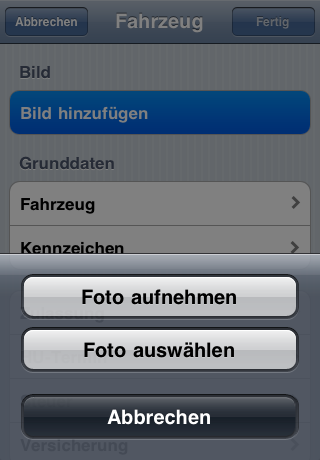 Abbrechen Fahrzeug Fertig
Bild
Bild hinzufügen
Grunddaten
Fahrzeug
Kennzeichen
Foto aufnehmen
Foto auswählen
Abbrechen
Versicherung